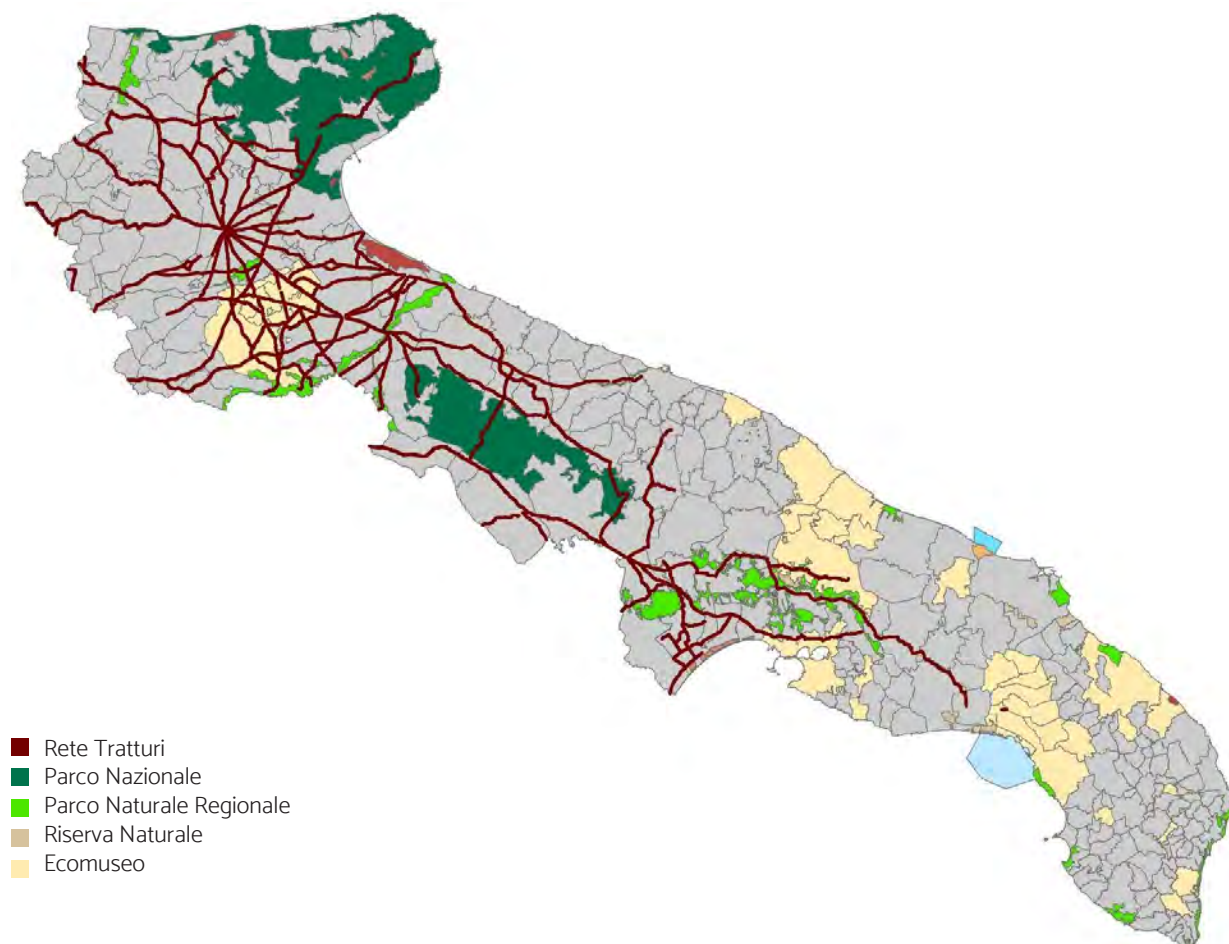 Rete Tratturi
Parco Nazionale
Parco Naturale Regionale
Riserva Naturale
Ecomuseo